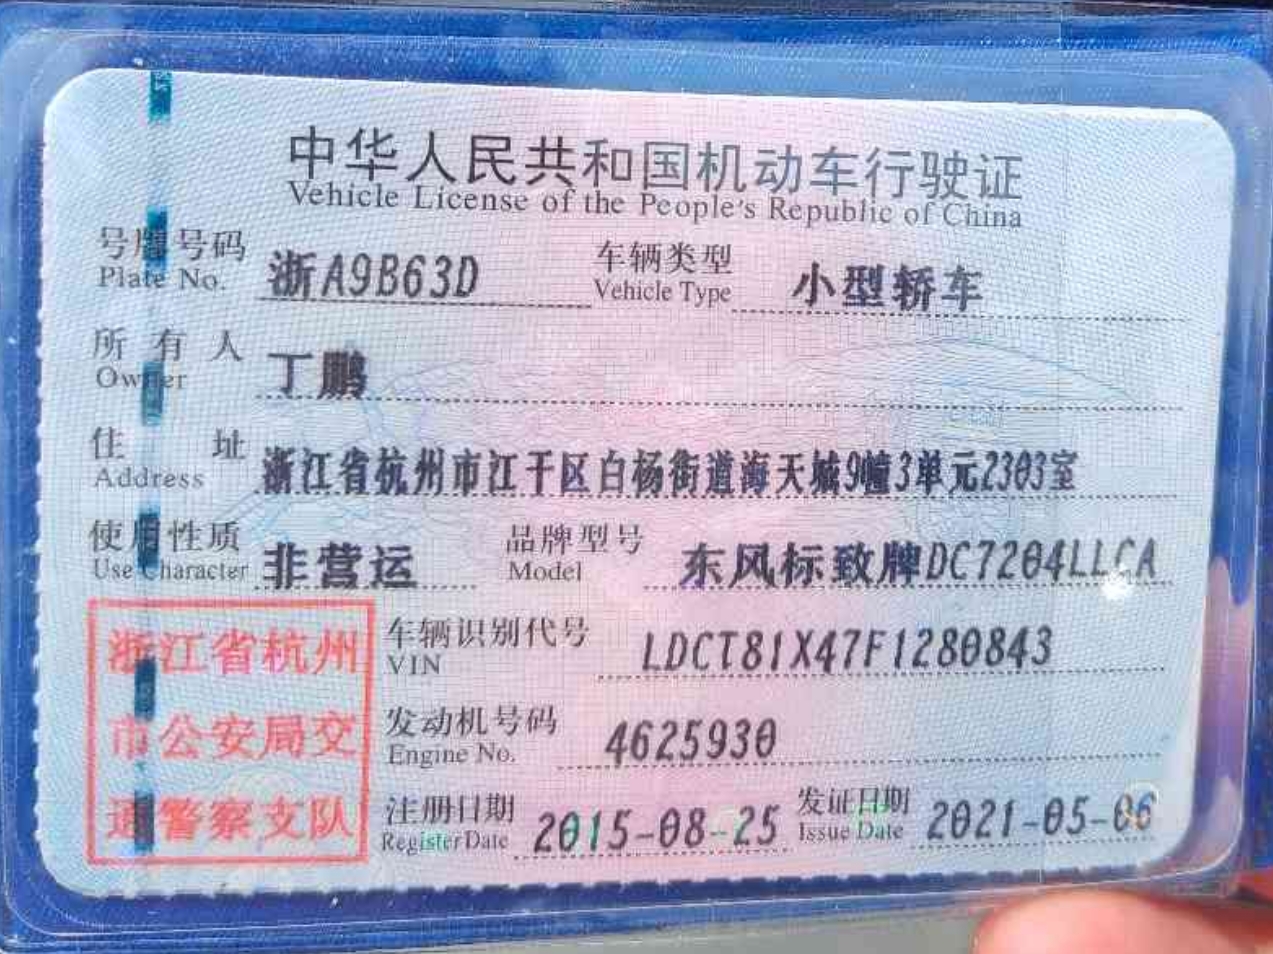 中华人民共和国机动车行驶证
Vehicle License of the People's Republic of China
号牌号码 浙A9B63D 车辆类型 小型轿车
Plate No. Vehicle Type
所有人 丁鹏
Owner
住址 浙江省杭州市江干区白杨街道海天城9幢3单元2303室
Address
使用性质 非营运 品牌型号 东风标致牌DC7204LLCA
Use Character Model
浙江省杭州
市公安局交
通警察支队
车辆识别代号 LDCT81X47F1280843
VIN
发动机号码 4625930
Engine No.
注册日期 2015-08-25 发证日期 2021-05-06
Register Date Issue Date